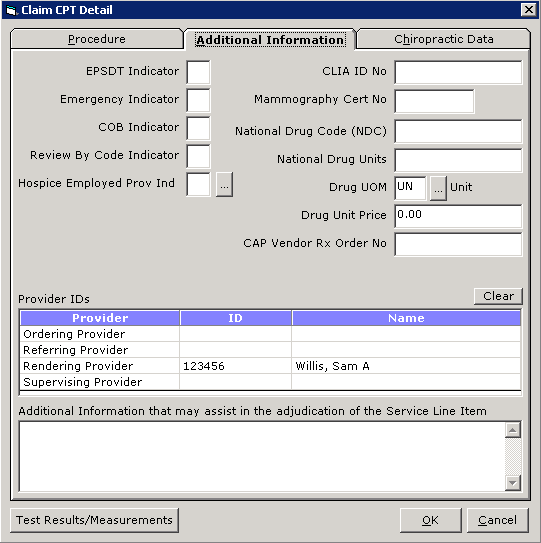 Claim CPT Detail
Procedure
Additional Information
Chiropractic Data
EPSDT Indicator
CLIA ID No
Emergency Indicator
Mammography Cert No
COB Indicator
National Drug Code (NDC)
Review By Code Indicator
National Drug Units
Hospice Employed Prov Ind ...
Drug UOM UN ... Unit
Drug Unit Price 0.00
CAP Vendor Rx Order No
Provider IDs
Clear
Provider ID Name
Ordering Provider
Referring Provider
Rendering Provider 123456 Willis, Sam A
Supervising Provider
Additional Information that may assist in the adjudication of the Service Line Item
Test Results/Measurements
OK
Cancel